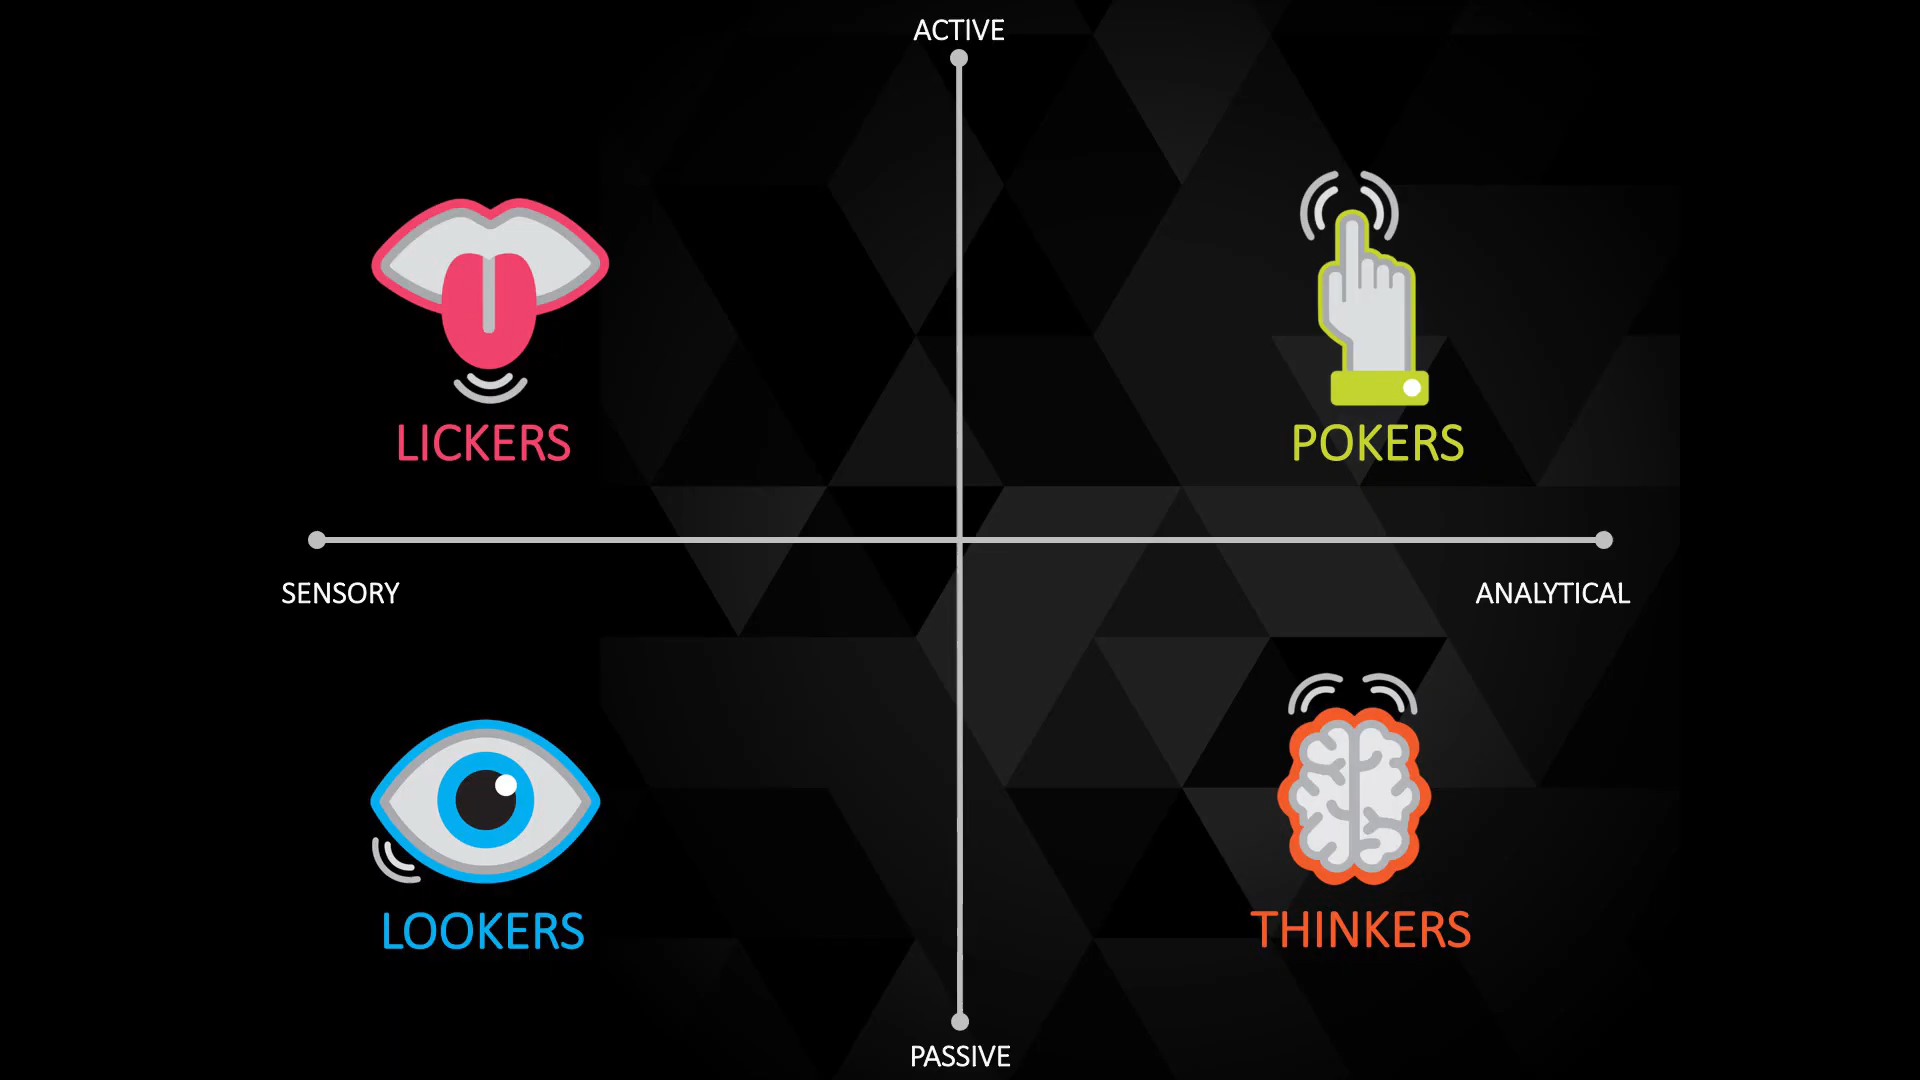 ACTIVE
LICKERS
POKERS
SENSORY
ANALYTICAL
LOOKERS
THINKERS
PASSIVE